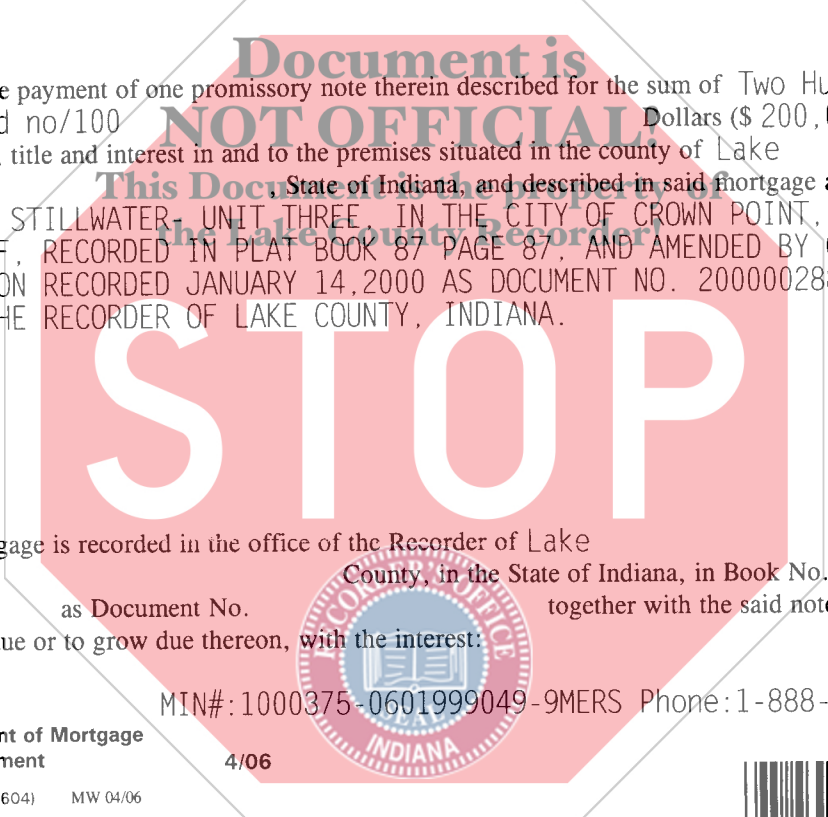 Document is
e payment of one promissory note therein described for the sum of Two Hu
d no/100 Dollars ($ 200,
NOT OFFICIAL!
, title and interest in and to the premises situated in the county of Lake
This Document is the property of
, State of Indiana, and described in said mortgage a
STILLWATER- UNIT THREE, IN THE CITY OF CROWN POINT,
the Lake County Recorder!
F, RECORDED IN PLAT BOOK 87 PAGE 87, AND AMENDED BY
ON RECORDED JANUARY 14,2000 AS DOCUMENT NO. 20000028
HE RECORDER OF LAKE COUNTY, INDIANA.
STOP
gage is recorded in the office of the Recorder of Lake
County, in the State of Indiana, in Book No.
as Document No. together with the said note
ue or to grow due thereon, with the interest:
RECORDER'S OFFICE
SEAL
INDIANA
MIN#:1000375-0601999049-9MERS Phone:1-888-
nt of Mortgage
ment 4/06
604) MW 04/06